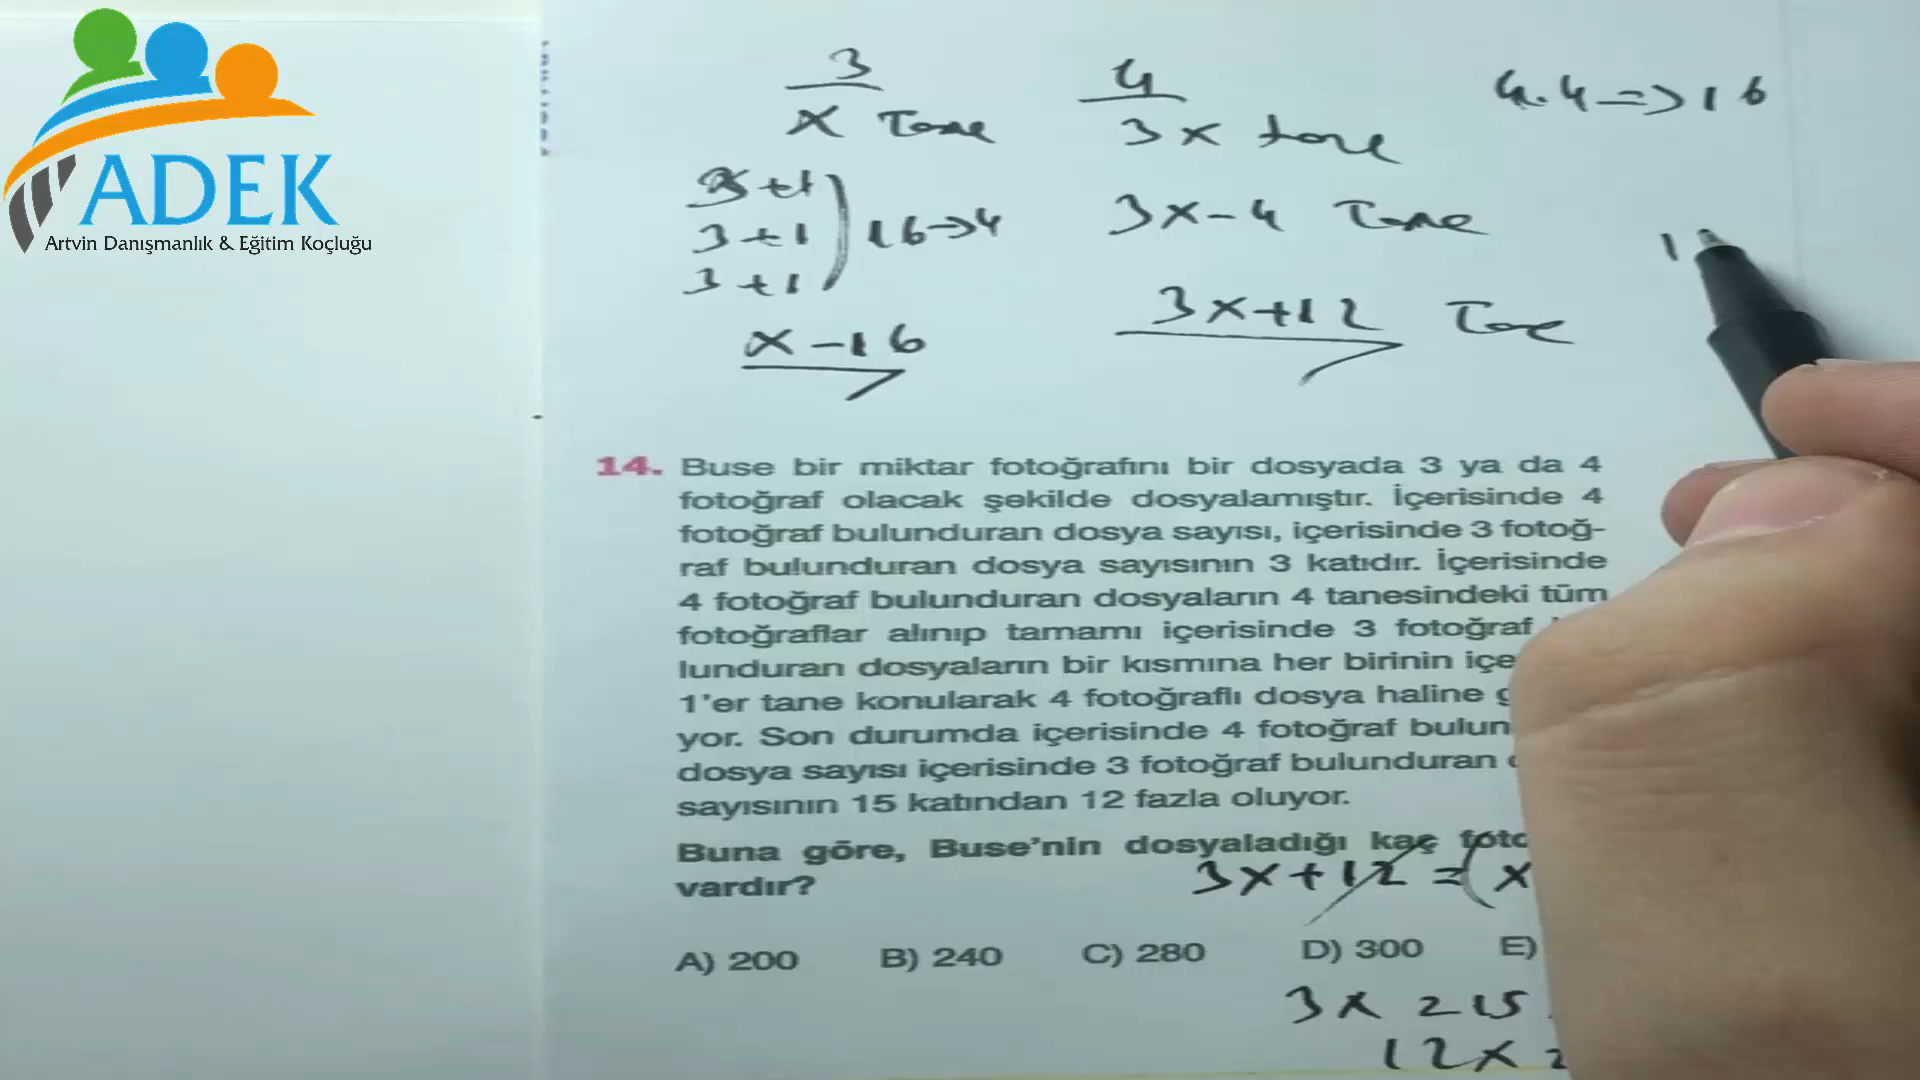 ADEK
Artvin Danışmanlık & Eğitim Koçluğu
3 4 4.4=>16
x Tane 3x tane
3+1
3+1 16→4 3x-4 Tane
3+1
x-16 3x+12
14. Buse bir miktar fotoğrafını bir dosyada 3 ya da 4
fotoğraf olacak şekilde dosyalamıştır. İçerisinde 4
fotoğraf bulunduran dosya sayısı, içerisinde 3 fotoğ-
raf bulunduran dosya sayısının 3 katıdır. İçerisinde
4 fotoğraf bulunduran dosyaların 4 tanesindeki tüm
fotoğraflar alınıp tamamı içerisinde 3 fotoğraf
lunduran dosyaların bir kısmına her birinin içe
1'er tane konularak 4 fotoğraflı dosya haline
yor. Son durumda içerisinde 4 fotoğraf bulun
dosya sayısı içerisinde 3 fotoğraf bulunduran
sayısının 15 katından 12 fazla oluyor.
Buna göre, Buse'nin dosyaladığı kaç foto
vardır?
3x+12=(x
A) 200 B) 240 C) 280 D) 300 E)
3x = 15
12x =